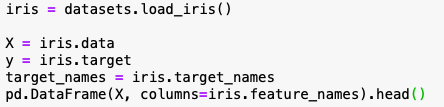 iris = datasets.load_iris()
X = iris.data
y = iris.target
target_names = iris.target_names
pd.DataFrame(X, columns=iris.feature_names).head()